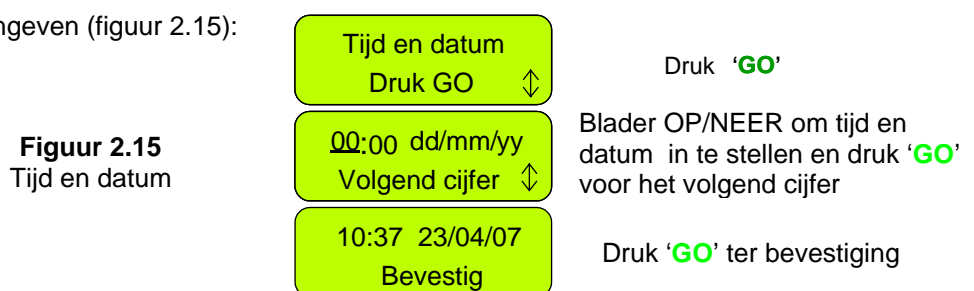 ngeven (figuur 2.15):
Tijd en datum
Druk GO
Druk ‘GO’
Figuur 2.15
Tijd en datum
00:00 dd/mm/yy
Volgend cijfer
Blader OP/NEER om tijd en
datum in te stellen en druk ‘GO’
voor het volgend cijfer
10:37 23/04/07
Bevestig
Druk ‘GO’ ter bevestiging